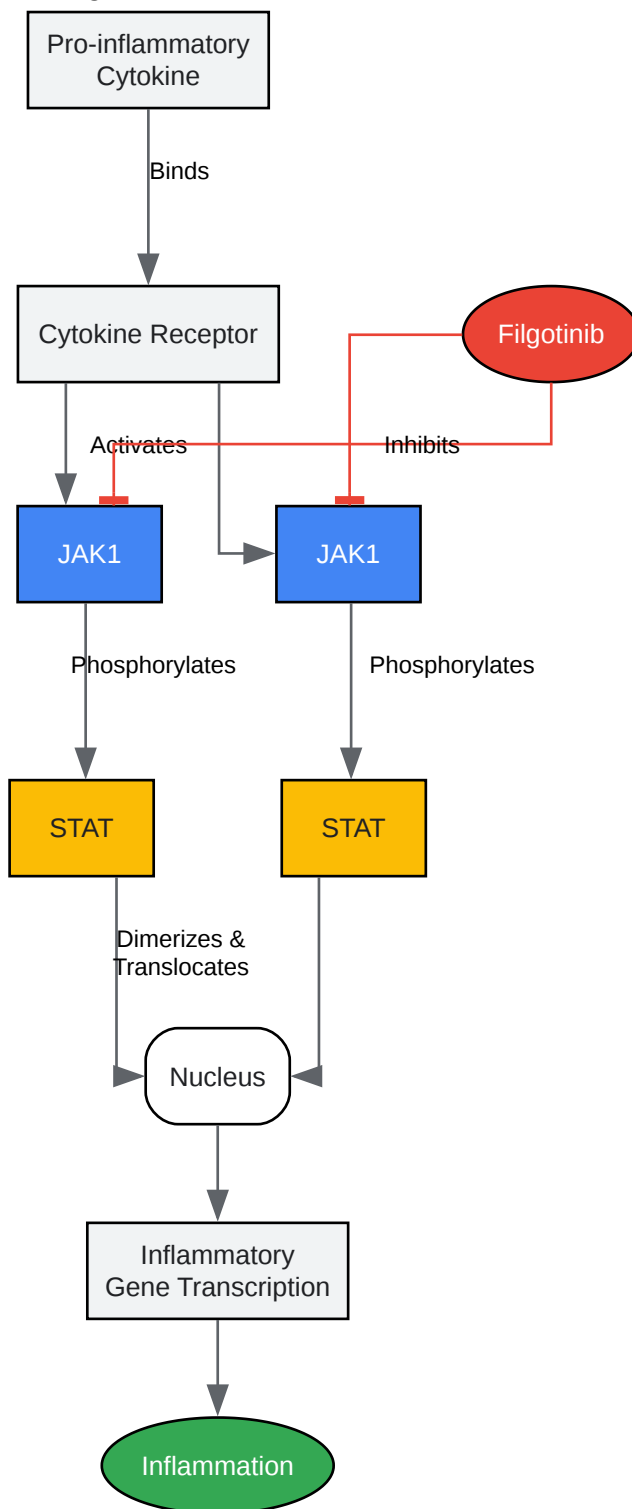 Pro-inflammatory
Cytokine
Binds
Cytokine Receptor
Filgotinib
Activates
Inhibits
JAK1
JAK1
Phosphorylates
Phosphorylates
STAT
STAT
Dimerizes &
Translocates
Nucleus
Inflammatory
Gene Transcription
Inflammation